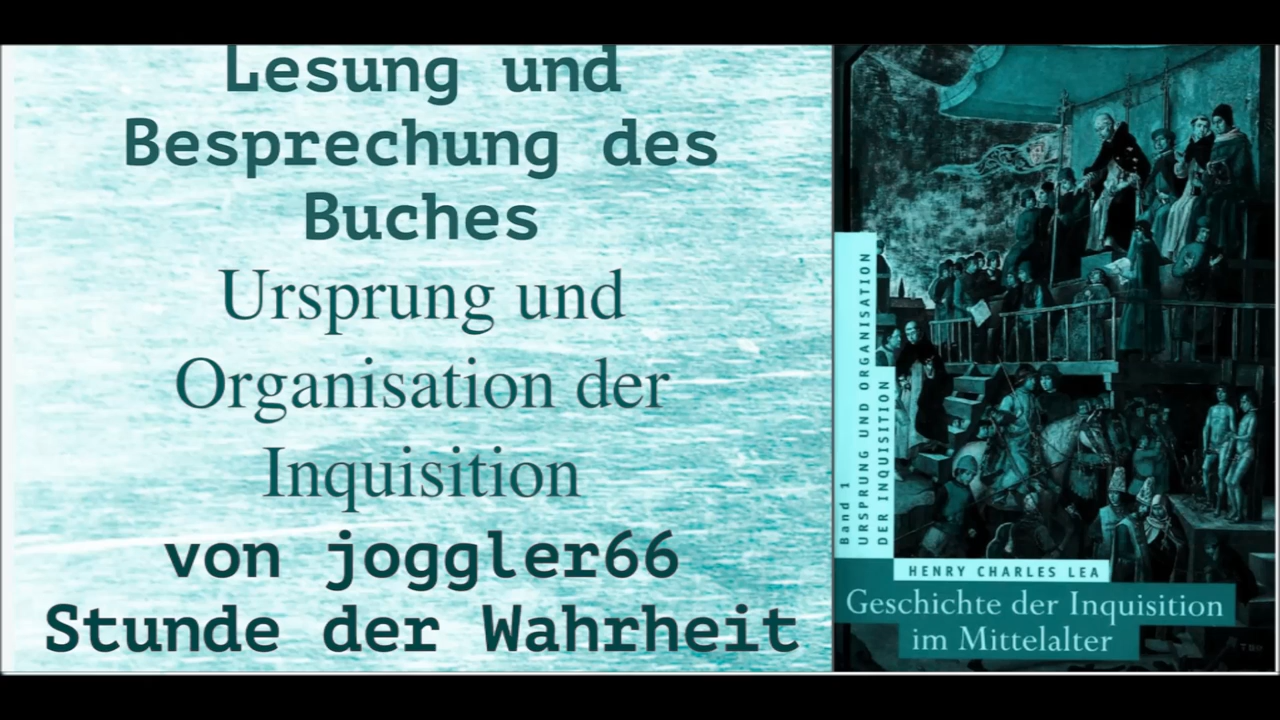 Lesung und
Besprechung des
Buches
Ursprung und
Organisation der
Inquisition
von joggler66
Stunde der Wahrheit
Band 1
URSPRUNG UND ORGANISATION
DER INQUISITION
HENRY CHARLES LEA
Geschichte der Inquisition
im Mittelalter